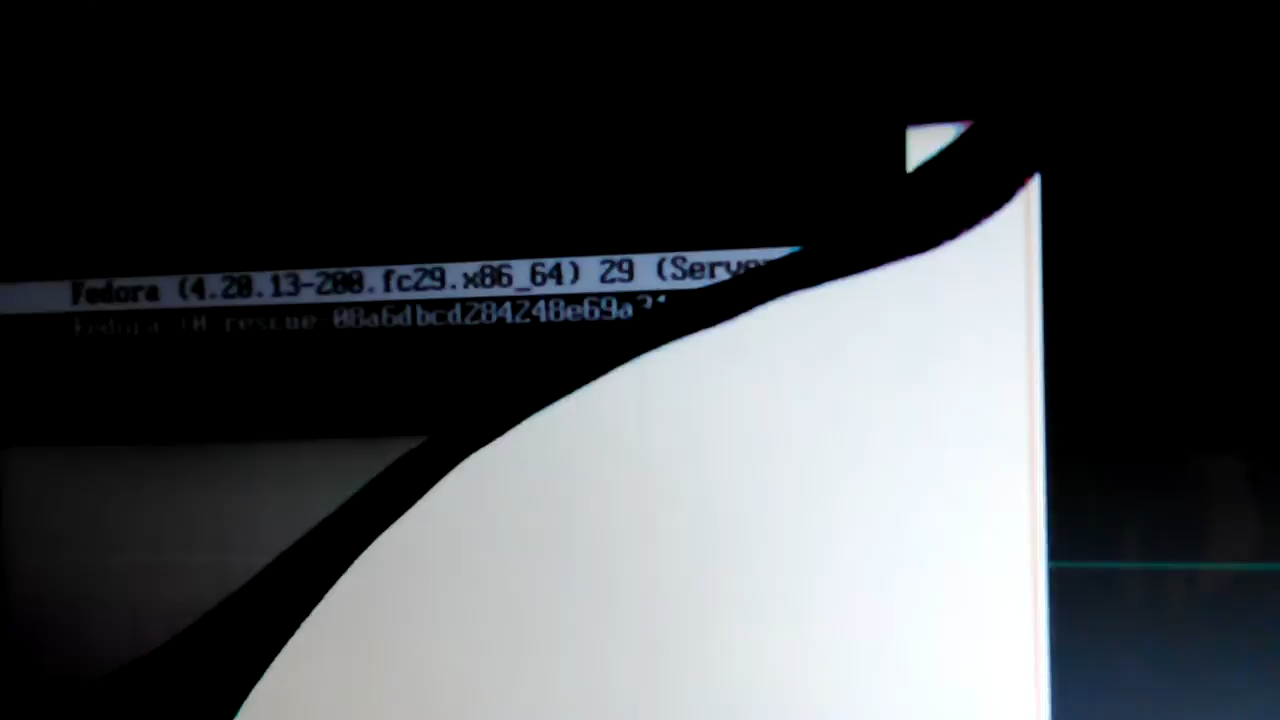 Fedora (4.20.13-200.fc29.x86_64) 29 (Server
Fedora (0 rescue 08a6dbcd284248e69a